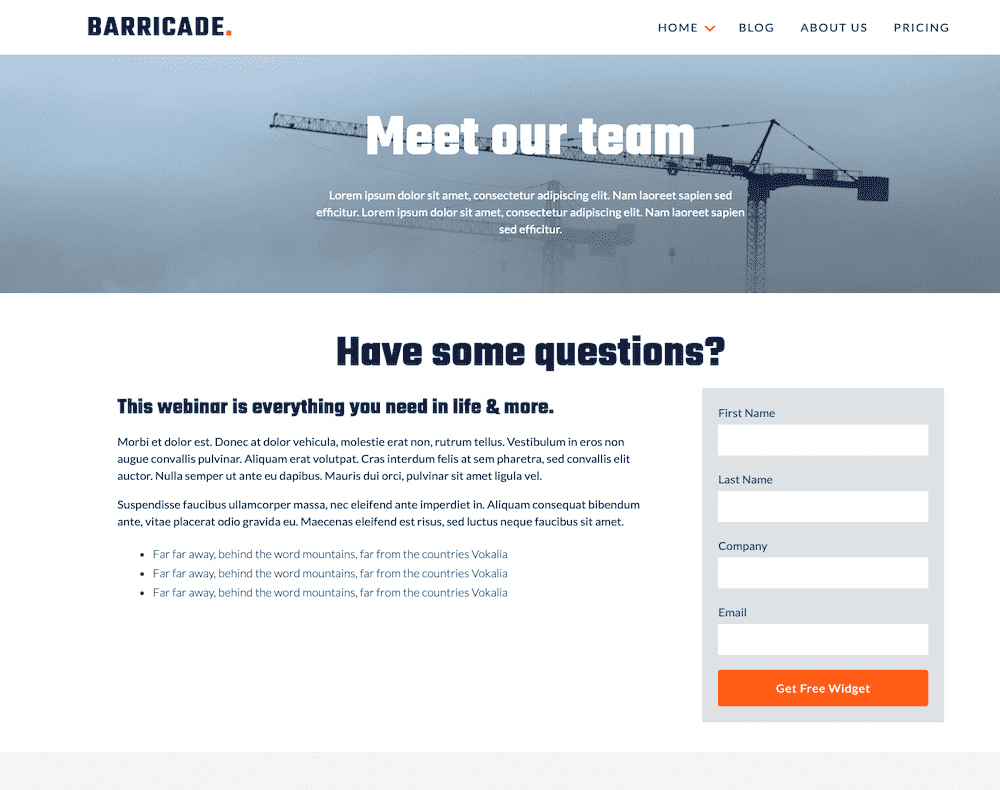 BARRICADE.
HOME BLOG ABOUT US PRICING
Meet our team
Lorem ipsum dolor sit amet, consectetur adipiscing elit. Nam laoreet sapien sed
efficitur. Lorem ipsum dolor sit amet, consectetur adipiscing elit. Nam laoreet sapien
sed efficitur.
Have some questions?
This webinar is everything you need in life & more.
Morbi et dolor est. Donec at dolor vehicula, molestie erat non, rutrum tellus. Vestibulum in eros non
augue convallis pulvinar. Aliquam erat volutpat. Cras interdum felis at sem pharetra, sed convallis elit
auctor. Nulla semper ut ante eu dapibus. Mauris dui orci, pulvinar sit amet ligula vel.
Suspendisse faucibus ullamcorper massa, nec eleifend ante imperdiet in. Aliquam consequat bibendum
ante, vitae placerat odio gravida eu. Maecenas eleifend est risus, sed luctus neque faucibus sit amet.
• Far far away, behind the word mountains, far from the countries Vokalia
• Far far away, behind the word mountains, far from the countries Vokalia
• Far far away, behind the word mountains, far from the countries Vokalia
First Name
Last Name
Company
Email
Get Free Widget